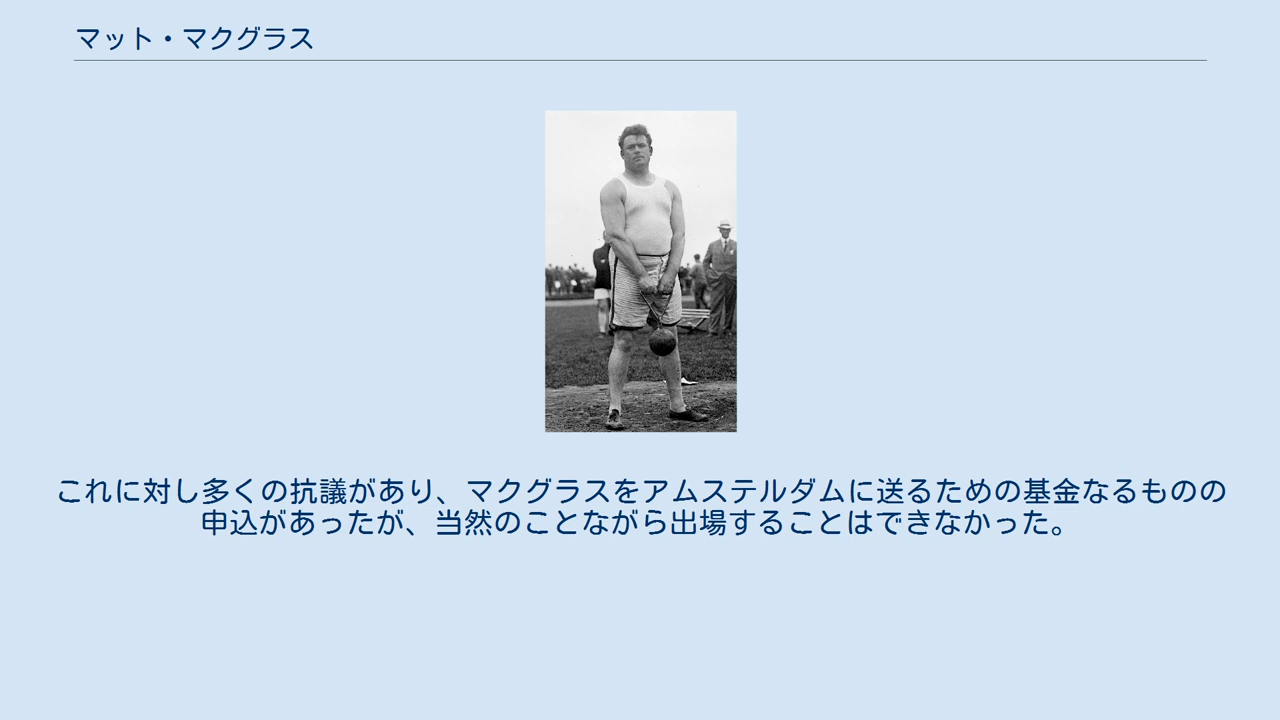 マット・マクグラス
これに対し多くの抗議があり、マクグラスをアムステルダムに送るための基金なるものの
申込があったが、当然のことながら出場することはできなかった。